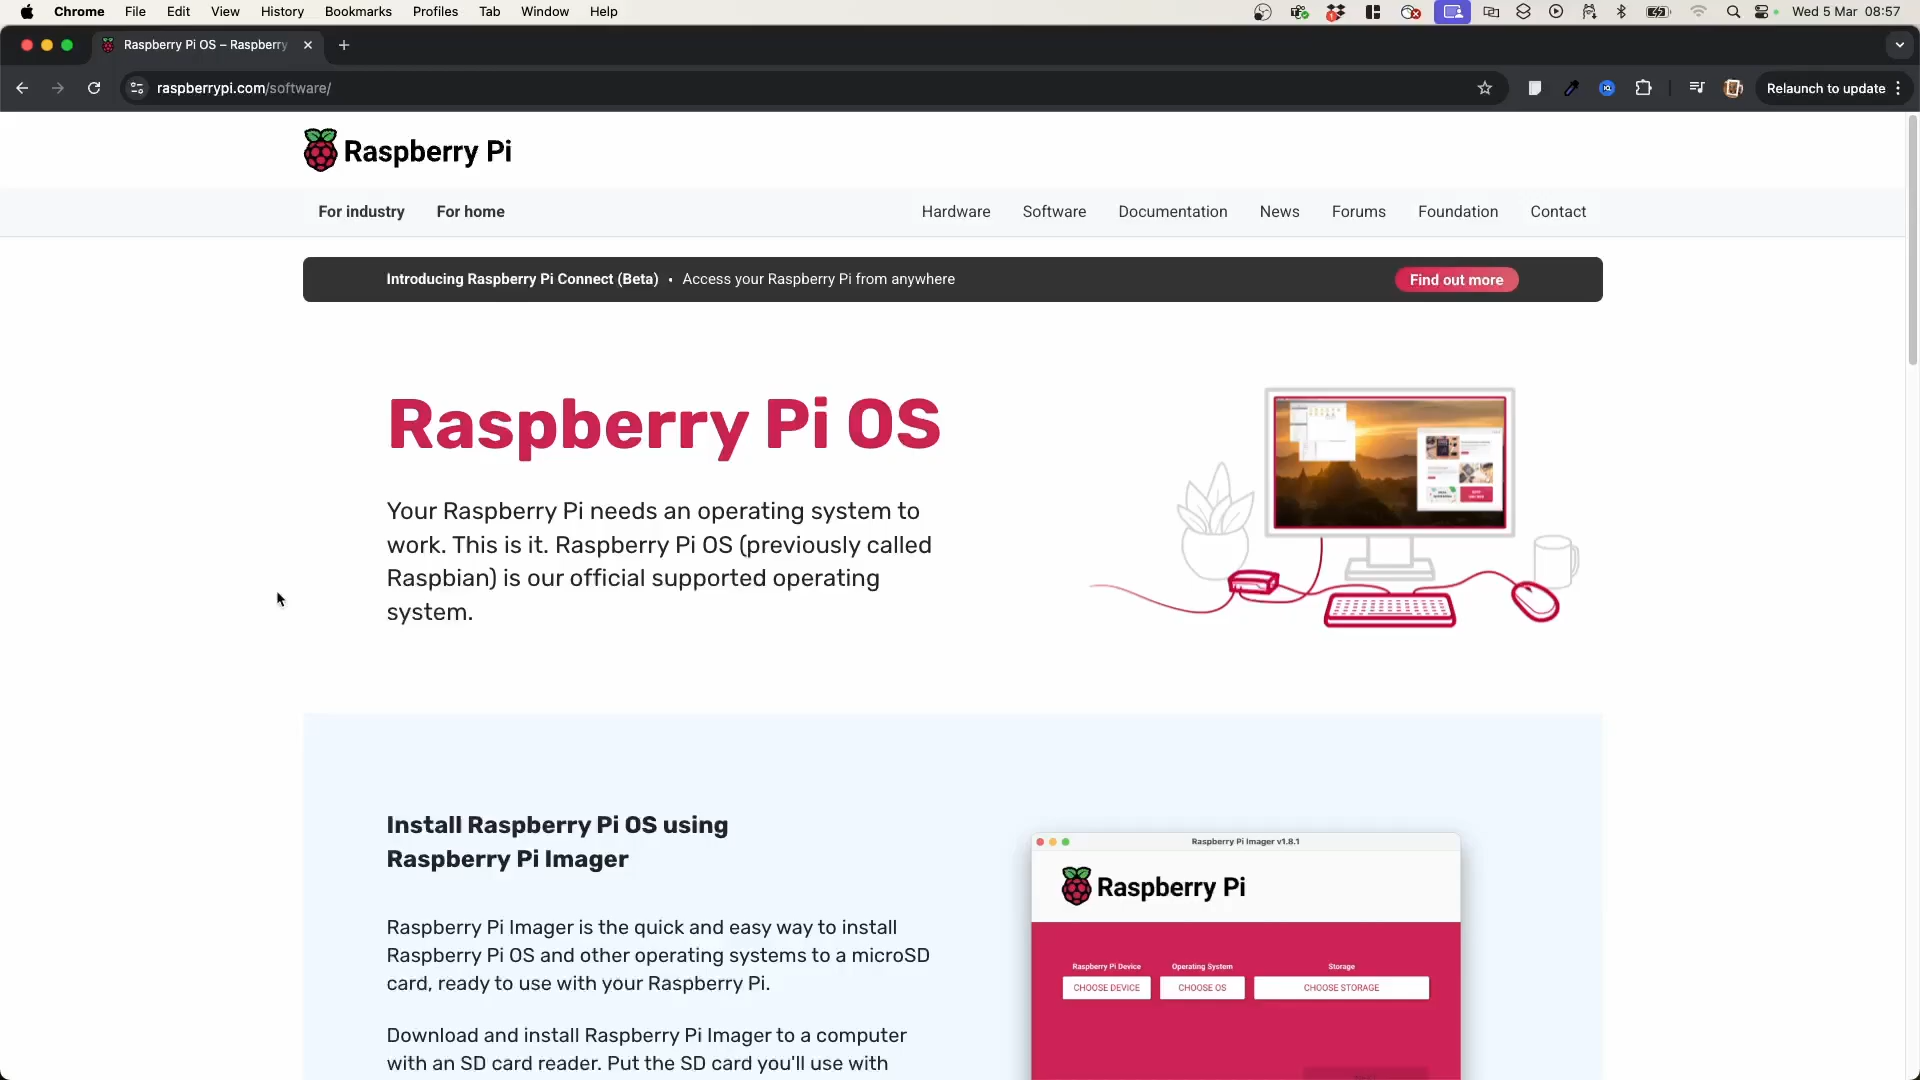 Chrome File Edit View History Bookmarks Profiles Tab Window Help Wed 5 Mar 08:57
Raspberry Pi OS – Raspberry
raspberrypi.com/software/ Relaunch to update
Raspberry Pi
For industry For home Hardware Software Documentation News Forums Foundation Contact
Introducing Raspberry Pi Connect (Beta) • Access your Raspberry Pi from anywhere Find out more
Raspberry Pi OS
Your Raspberry Pi needs an operating system to
work. This is it. Raspberry Pi OS (previously called
Raspbian) is our official supported operating
system.
Install Raspberry Pi OS using
Raspberry Pi Imager
Raspberry Pi Imager is the quick and easy way to install
Raspberry Pi OS and other operating systems to a microSD
card, ready to use with your Raspberry Pi.
Download and install Raspberry Pi Imager to a computer
with an SD card reader. Put the SD card you'll use with
Raspberry Pi Imager v1.8.1
Raspberry Pi
Raspberry Pi Device Operating System Storage
CHOOSE DEVICE CHOOSE OS CHOOSE STORAGE